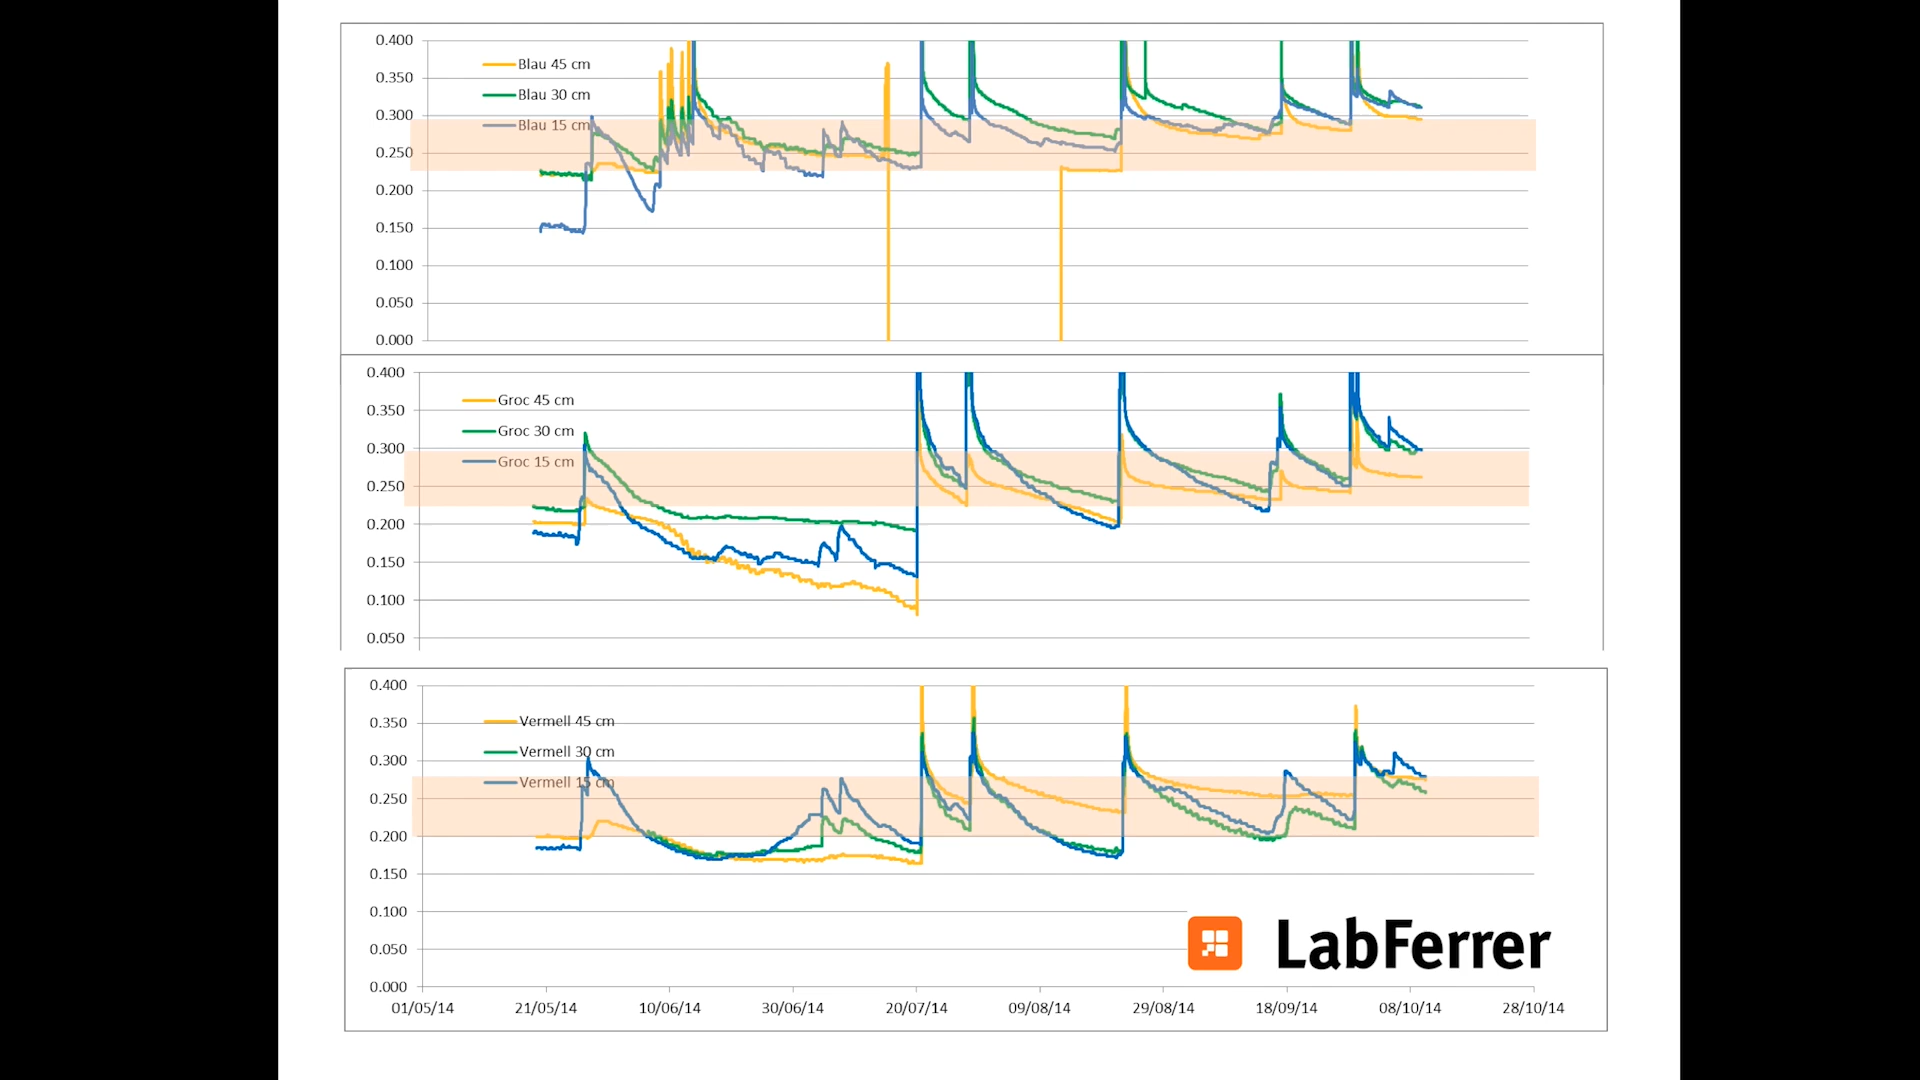 0.400
Blau 45 cm
0.350
Blau 30 cm
0.300
Blau 15 cm
0.250
0.200
0.150
0.100
0.050
0.000
0.400
Groc 45 cm
0.350
Groc 30 cm
0.300
Groc 15 cm
0.250
0.200
0.150
0.100
0.050
0.400
Vermell 45 cm
0.350
Vermell 30 cm
0.300
Vermell 15 cm
0.250
0.200
0.150
0.100
0.050
0.000
LabFerrer
01/05/14 21/05/14 10/06/14 30/06/14 20/07/14 09/08/14 29/08/14 18/09/14 08/10/14 28/10/14